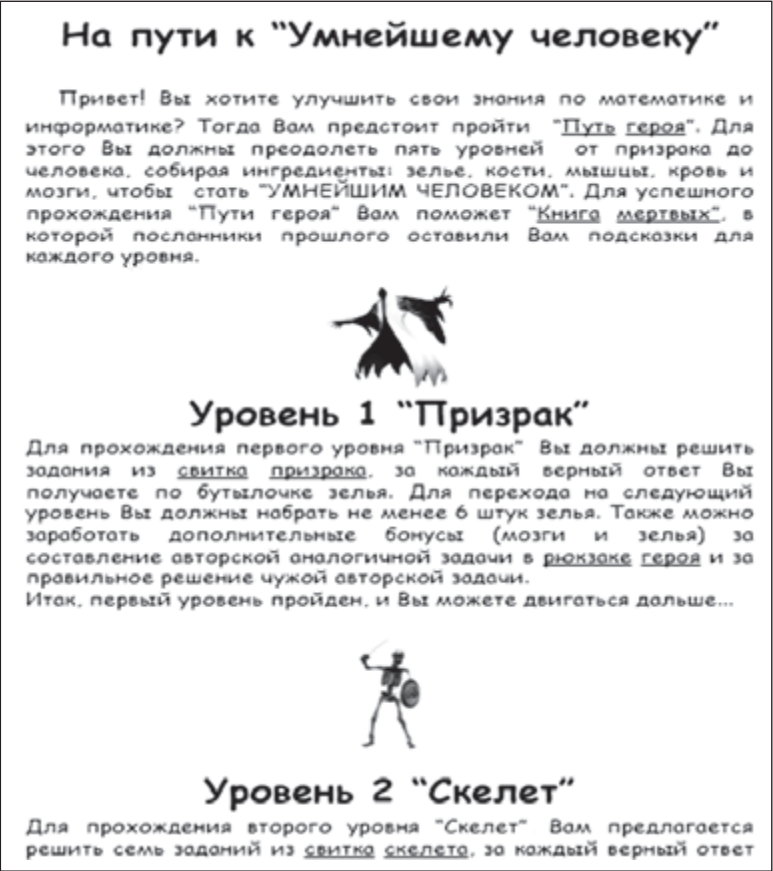 На пути к “Умнейшему человеку”
Привет! Вы хотите улучшить свои знания по математике и
информатике? Тогда Вам предстоит пройти “Путь героя”. Для
этого Вы должны преодолеть пять уровней от призрака до
человека, собирая ингредиенты: зелье, кости, мышцы, кровь и
мозги, чтобы стать “УМНЕЙШИМ ЧЕЛОВЕКОМ”. Для успешного
прохождения “Пути героя” Вам поможет “Книга мертвых”, в
которой посланники прошлого оставили Вам подсказки для
каждого уровня.
Уровень 1 “Призрак”
Для прохождения первого уровня “Призрак” Вы должны решить
задания из свитка призрака, за каждый верный ответ Вы
получаете по бутылочке зелья. Для перехода на следующий
уровень Вы должны набрать не менее 6 штук зелья. Также можно
заработать дополнительные бонусы (мозги и зелья) за
составление авторской аналогичной задачи в рюкзаке героя и за
правильное решение чужой авторской задачи.
Итак, первый уровень пройден, и Вы можете двигаться дальше...
Уровень 2 “Скелет”
Для прохождения второго уровня “Скелет” Вам предлагается
решить семь заданий из свитка скелета, за каждый верный ответ